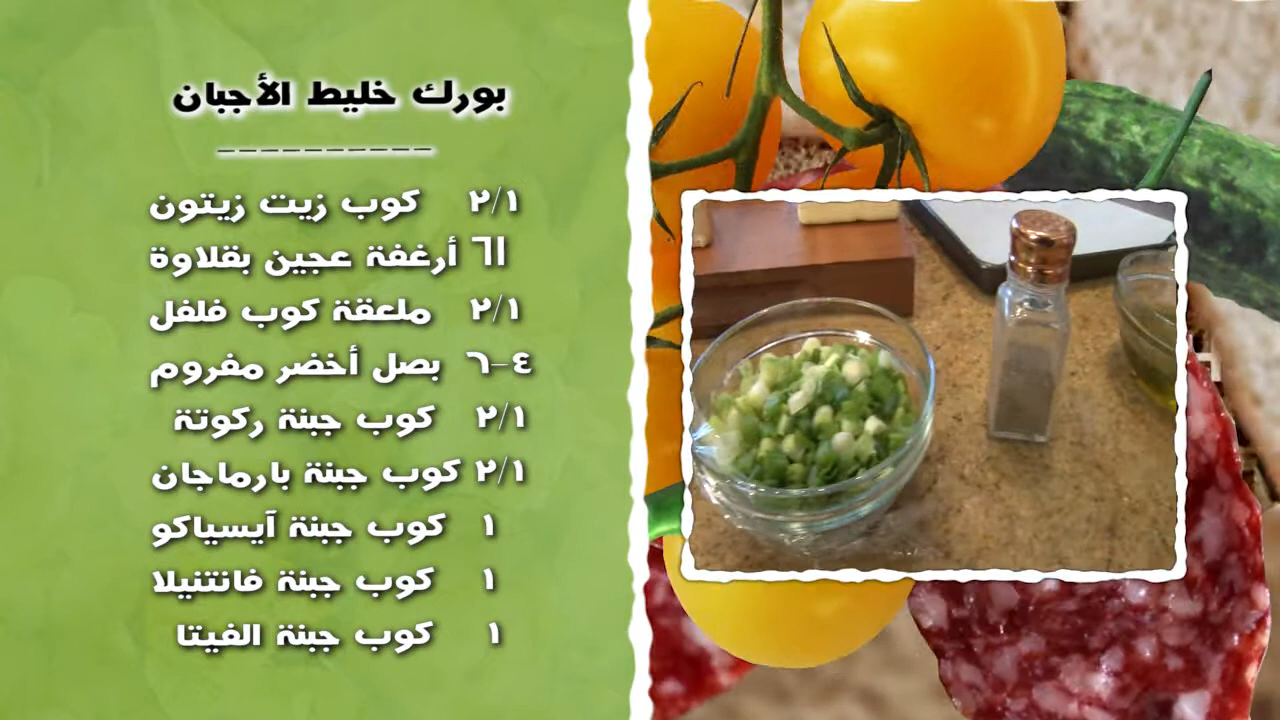 بورك خليط الأجبان
----------
٢/١ كوب زيت زيتون
٦١ أرغفة عجين بقلاوة
٢/١ ملعقة كوب فلفل
٤-٦ بصل أخضر مفروم
٢/١ كوب جبنة ركوتة
٢/١ كوب جبنة بارماجان
١ كوب جبنة آيسياكو
١ كوب جبنة فانتنيلا
١ كوب جبنة الفيتا